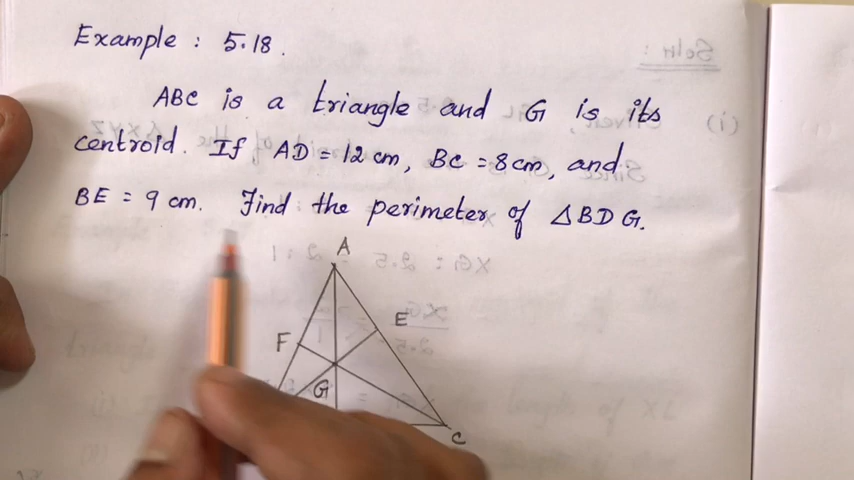 Example : 5.18.
ABC is a triangle and G is its
centroid. If AD = 12 cm, BC = 8 cm, and
BE = 9 cm. Find the perimeter of △BDG.
A
E
F
G
C